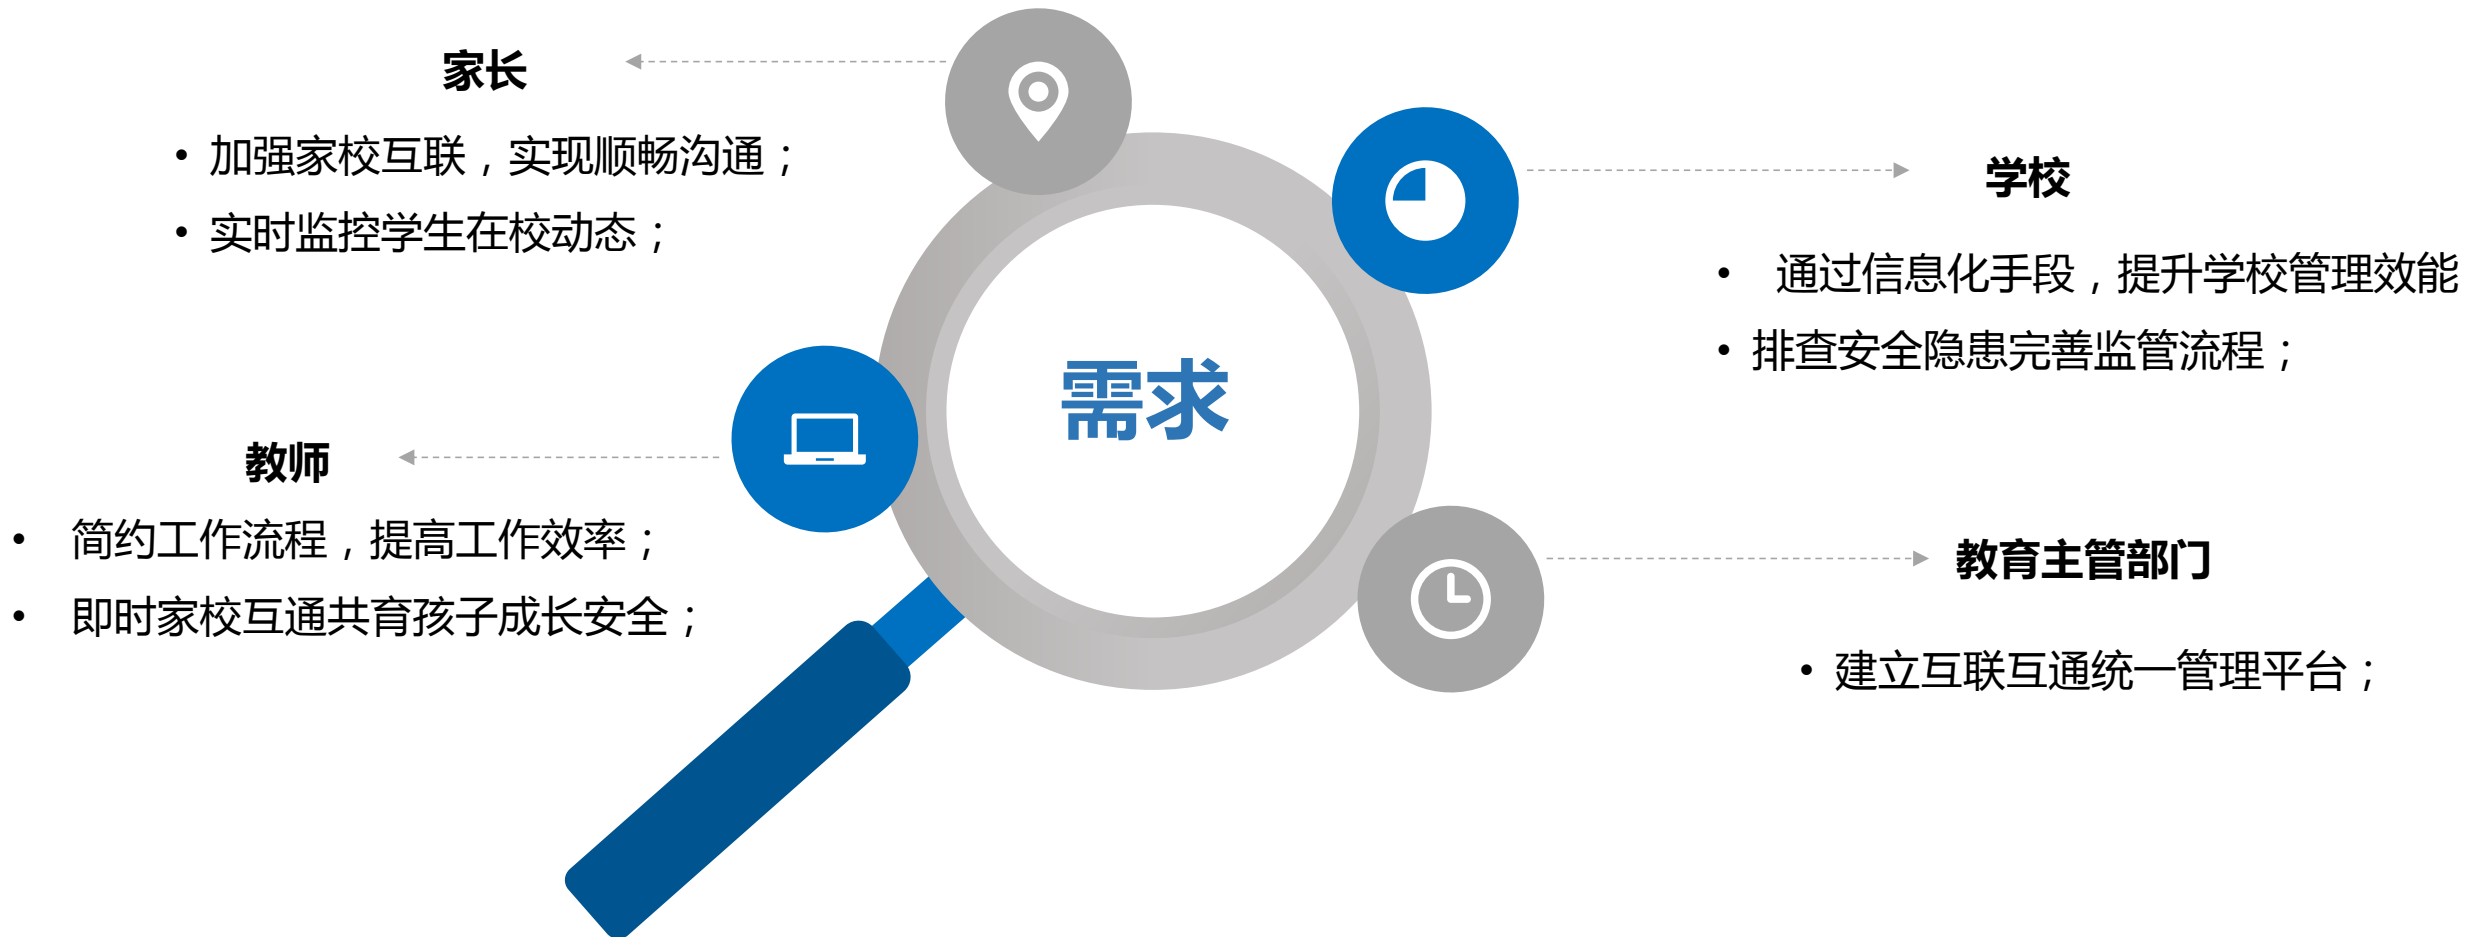 家长
• 加强家校互联，实现顺畅沟通；
• 实时监控学生在校动态；
学校
• 通过信息化手段，提升学校管理效能
• 排查安全隐患完善监管流程；
需求
教师
• 简约工作流程，提高工作效率；
• 即时家校互通共育孩子成长安全；
教育主管部门
• 建立互联互通统一管理平台；